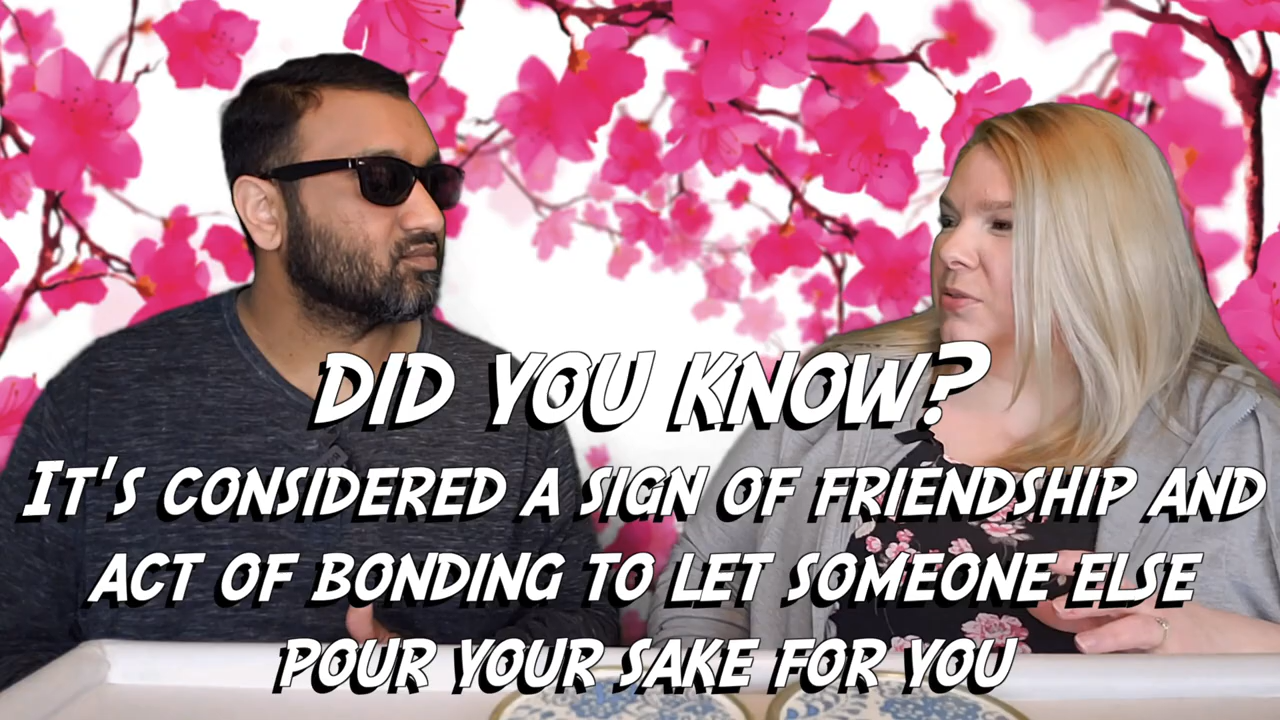 DID YOU KNOW?
IT'S CONSIDERED A SIGN OF FRIENDSHIP AND
ACT OF BONDING TO LET SOMEONE ELSE
POUR YOUR SAKE FOR YOU